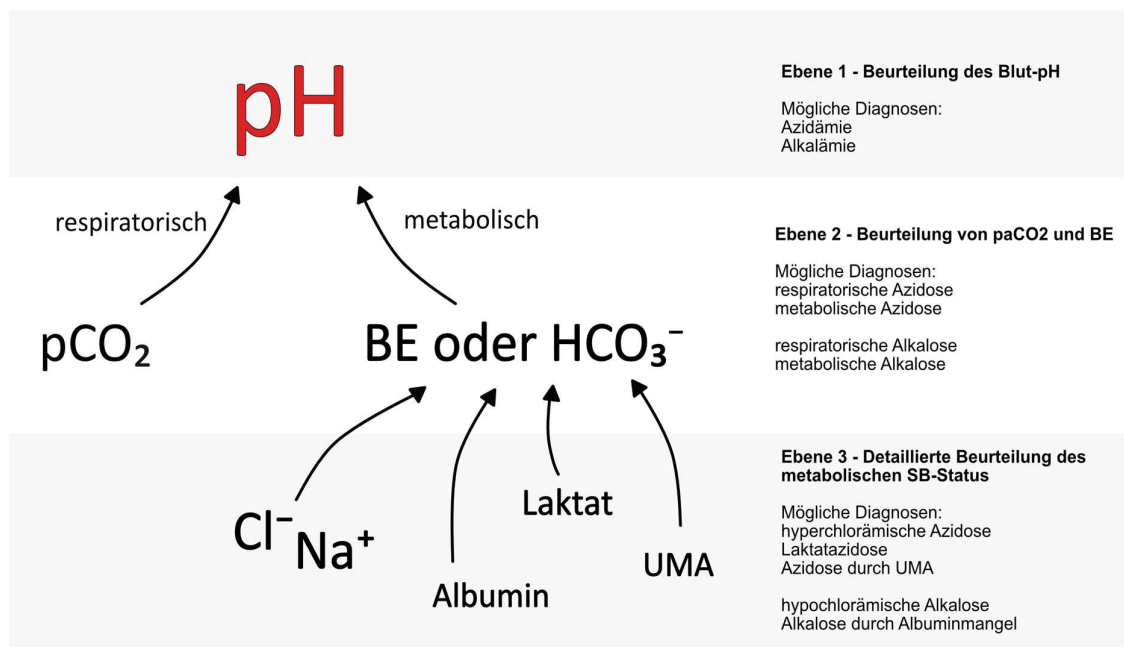 pH
Ebene 1 - Beurteilung des Blut-pH
Mögliche Diagnosen:
Azidämie
Alkalämie
respiratorisch
metabolisch
pCO₂
BE oder HCO₃⁻
Ebene 2 - Beurteilung von paCO2 und BE
Mögliche Diagnosen:
respiratorische Azidose
metabolische Azidose
respiratorische Alkalose
metabolische Alkalose
Cl⁻
Na⁺
Albumin
Laktat
UMA
Ebene 3 - Detaillierte Beurteilung des
metabolischen SB-Status
Mögliche Diagnosen:
hyperchlorämische Azidose
Laktatazidose
Azidose durch UMA
hypochlorämische Alkalose
Alkalose durch Albuminmangel